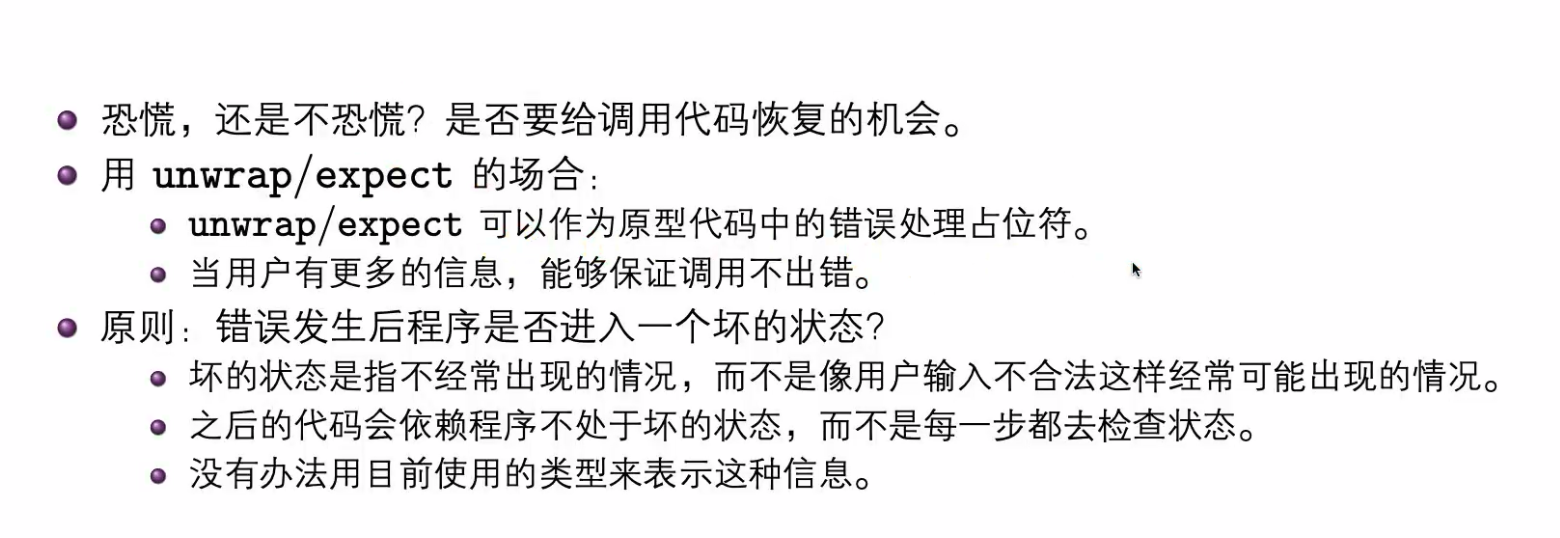 恐慌，还是不恐慌？是否要给调用代码恢复的机会。
用 unwrap/expect 的场合：
unwrap/expect 可以作为原型代码中的错误处理占位符。
当用户有更多的信息，能够保证调用不出错。
原则：错误发生后程序是否进入一个坏的状态？
坏的状态是指不经常出现的情况，而不是像用户输入不合法这样经常可能出现的情况。
之后的代码会依赖程序不处于坏的状态，而不是每一步都去检查状态。
没有办法用目前使用的类型来表示这种信息。